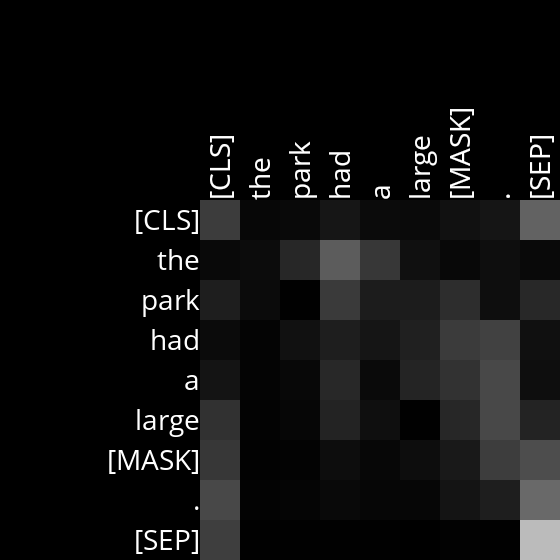 [CLS] the park had a large [MASK] . [SEP]
[CLS]
the
park
had
a
large
[MASK]
.
[SEP]